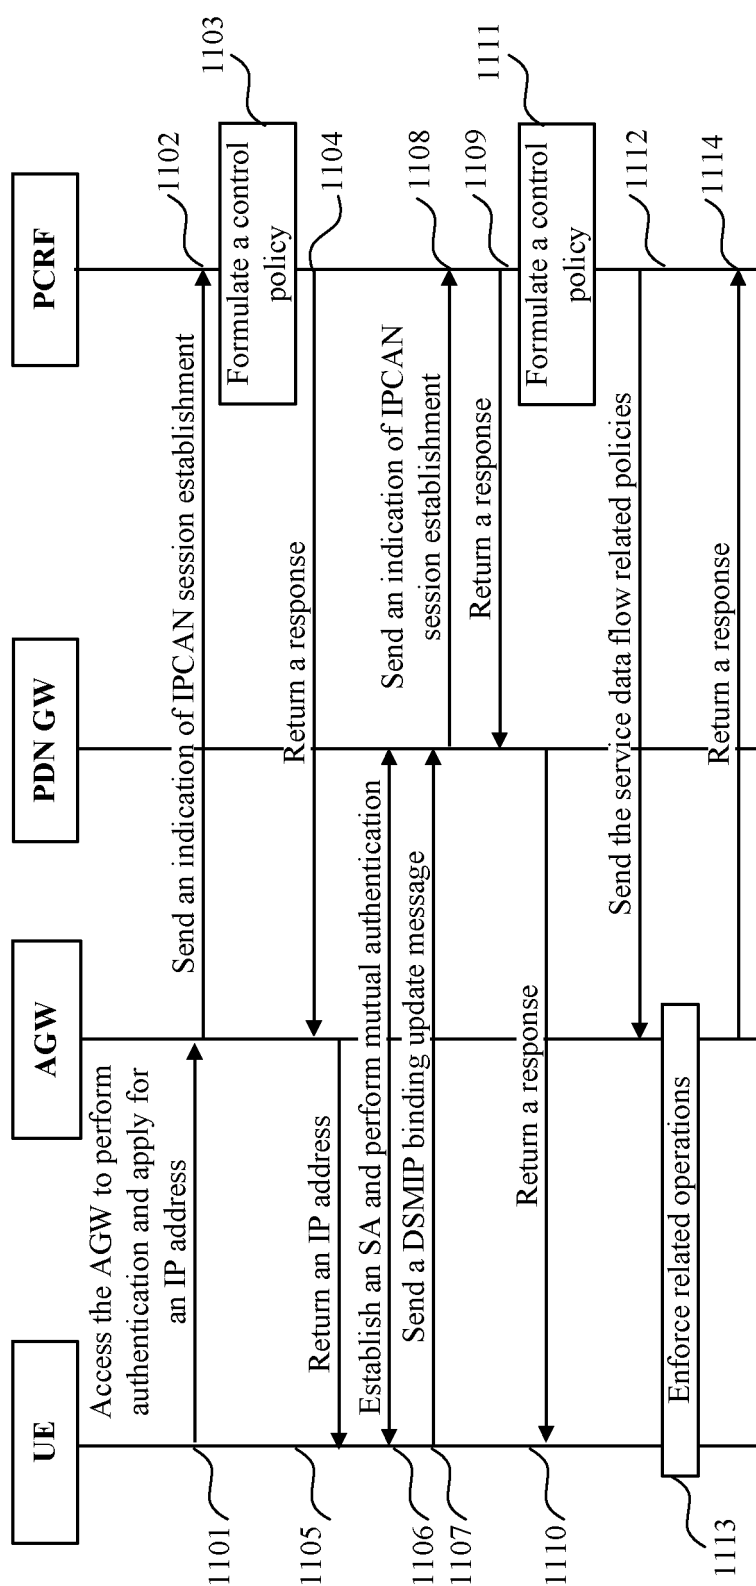 UE
AGW
PDN GW
PCRF
Access the AGW to perform
authentication and apply for
an IP address
1101
Send an indication of IPCAN session establishment
1102
Formulate a control
policy
1103
Return a response
1104
Return an IP address
1105
Establish an SA and perform mutual authentication
1106
Send a DSMIP binding update message
1107
Send an indication of IPCAN
session establishment
1108
Return a response
1109
Return a response
1110
Formulate a control
policy
1111
Send the service data flow related policies
1112
Enforce related operations
1113
Return a response
1114